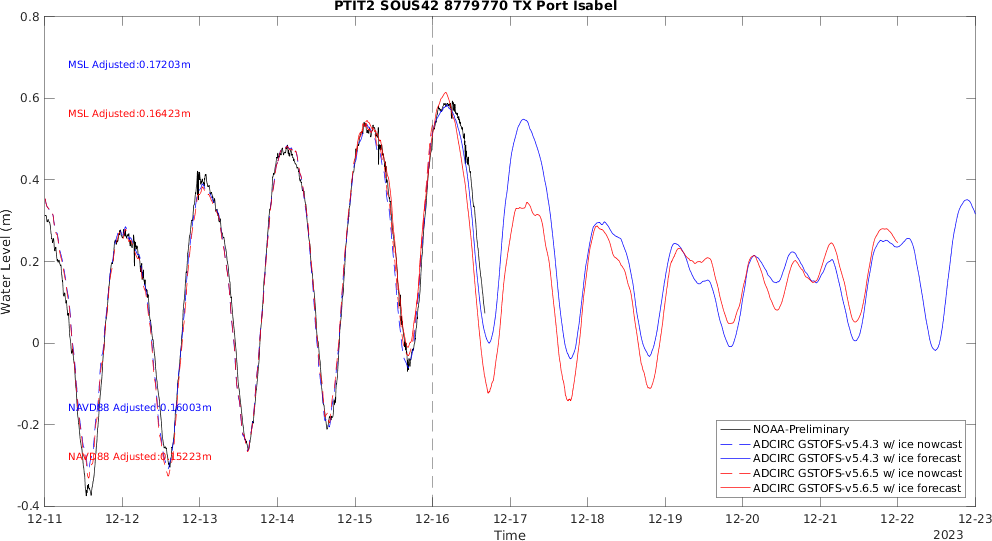 PTIT2 SOUS42 8779770 TX Port Isabel
0.8
MSL Adjusted:0.17203m
0.6
MSL Adjusted:0.16423m
0.4
Water Level (m)
0.2
0
NAVD88 Adjusted:0.16003m
-0.2
NAVD88 Adjusted:0.15223m
-0.4
NOAA-Preliminary
ADCIRC GSTOFS-v5.4.3 w/ ice nowcast
ADCIRC GSTOFS-v5.4.3 w/ ice forecast
ADCIRC GSTOFS-v5.6.5 w/ ice nowcast
ADCIRC GSTOFS-v5.6.5 w/ ice forecast
12-11 12-12 12-13 12-14 12-15 12-16 12-17 12-18 12-19 12-20 12-21 12-22 12-23
Time
2023